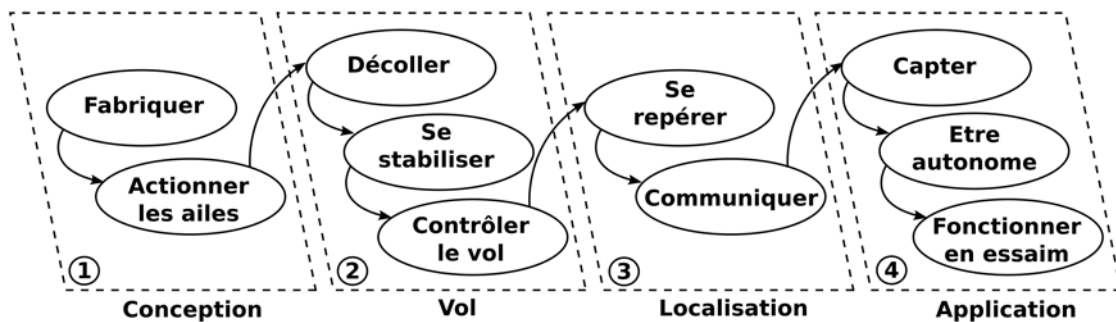 Fabriquer
Actionner
les ailes
1
Conception
Décoller
Se
stabiliser
Contrôler
le vol
2
Vol
Se
repérer
Communiquer
3
Localisation
Capter
Etre
autonome
Fonctionner
en essaim
4
Application